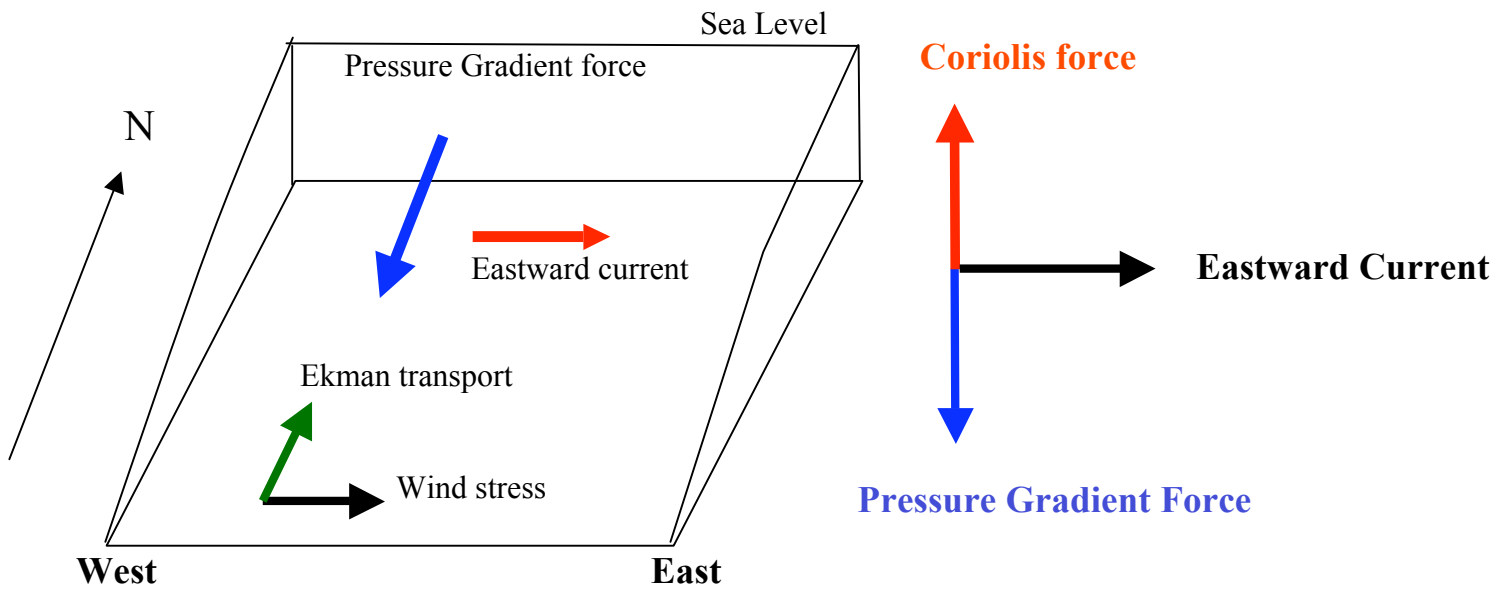 Sea Level
Pressure Gradient force
Coriolis force
N
Eastward current
Eastward Current
Ekman transport
Wind stress
Pressure Gradient Force
West
East